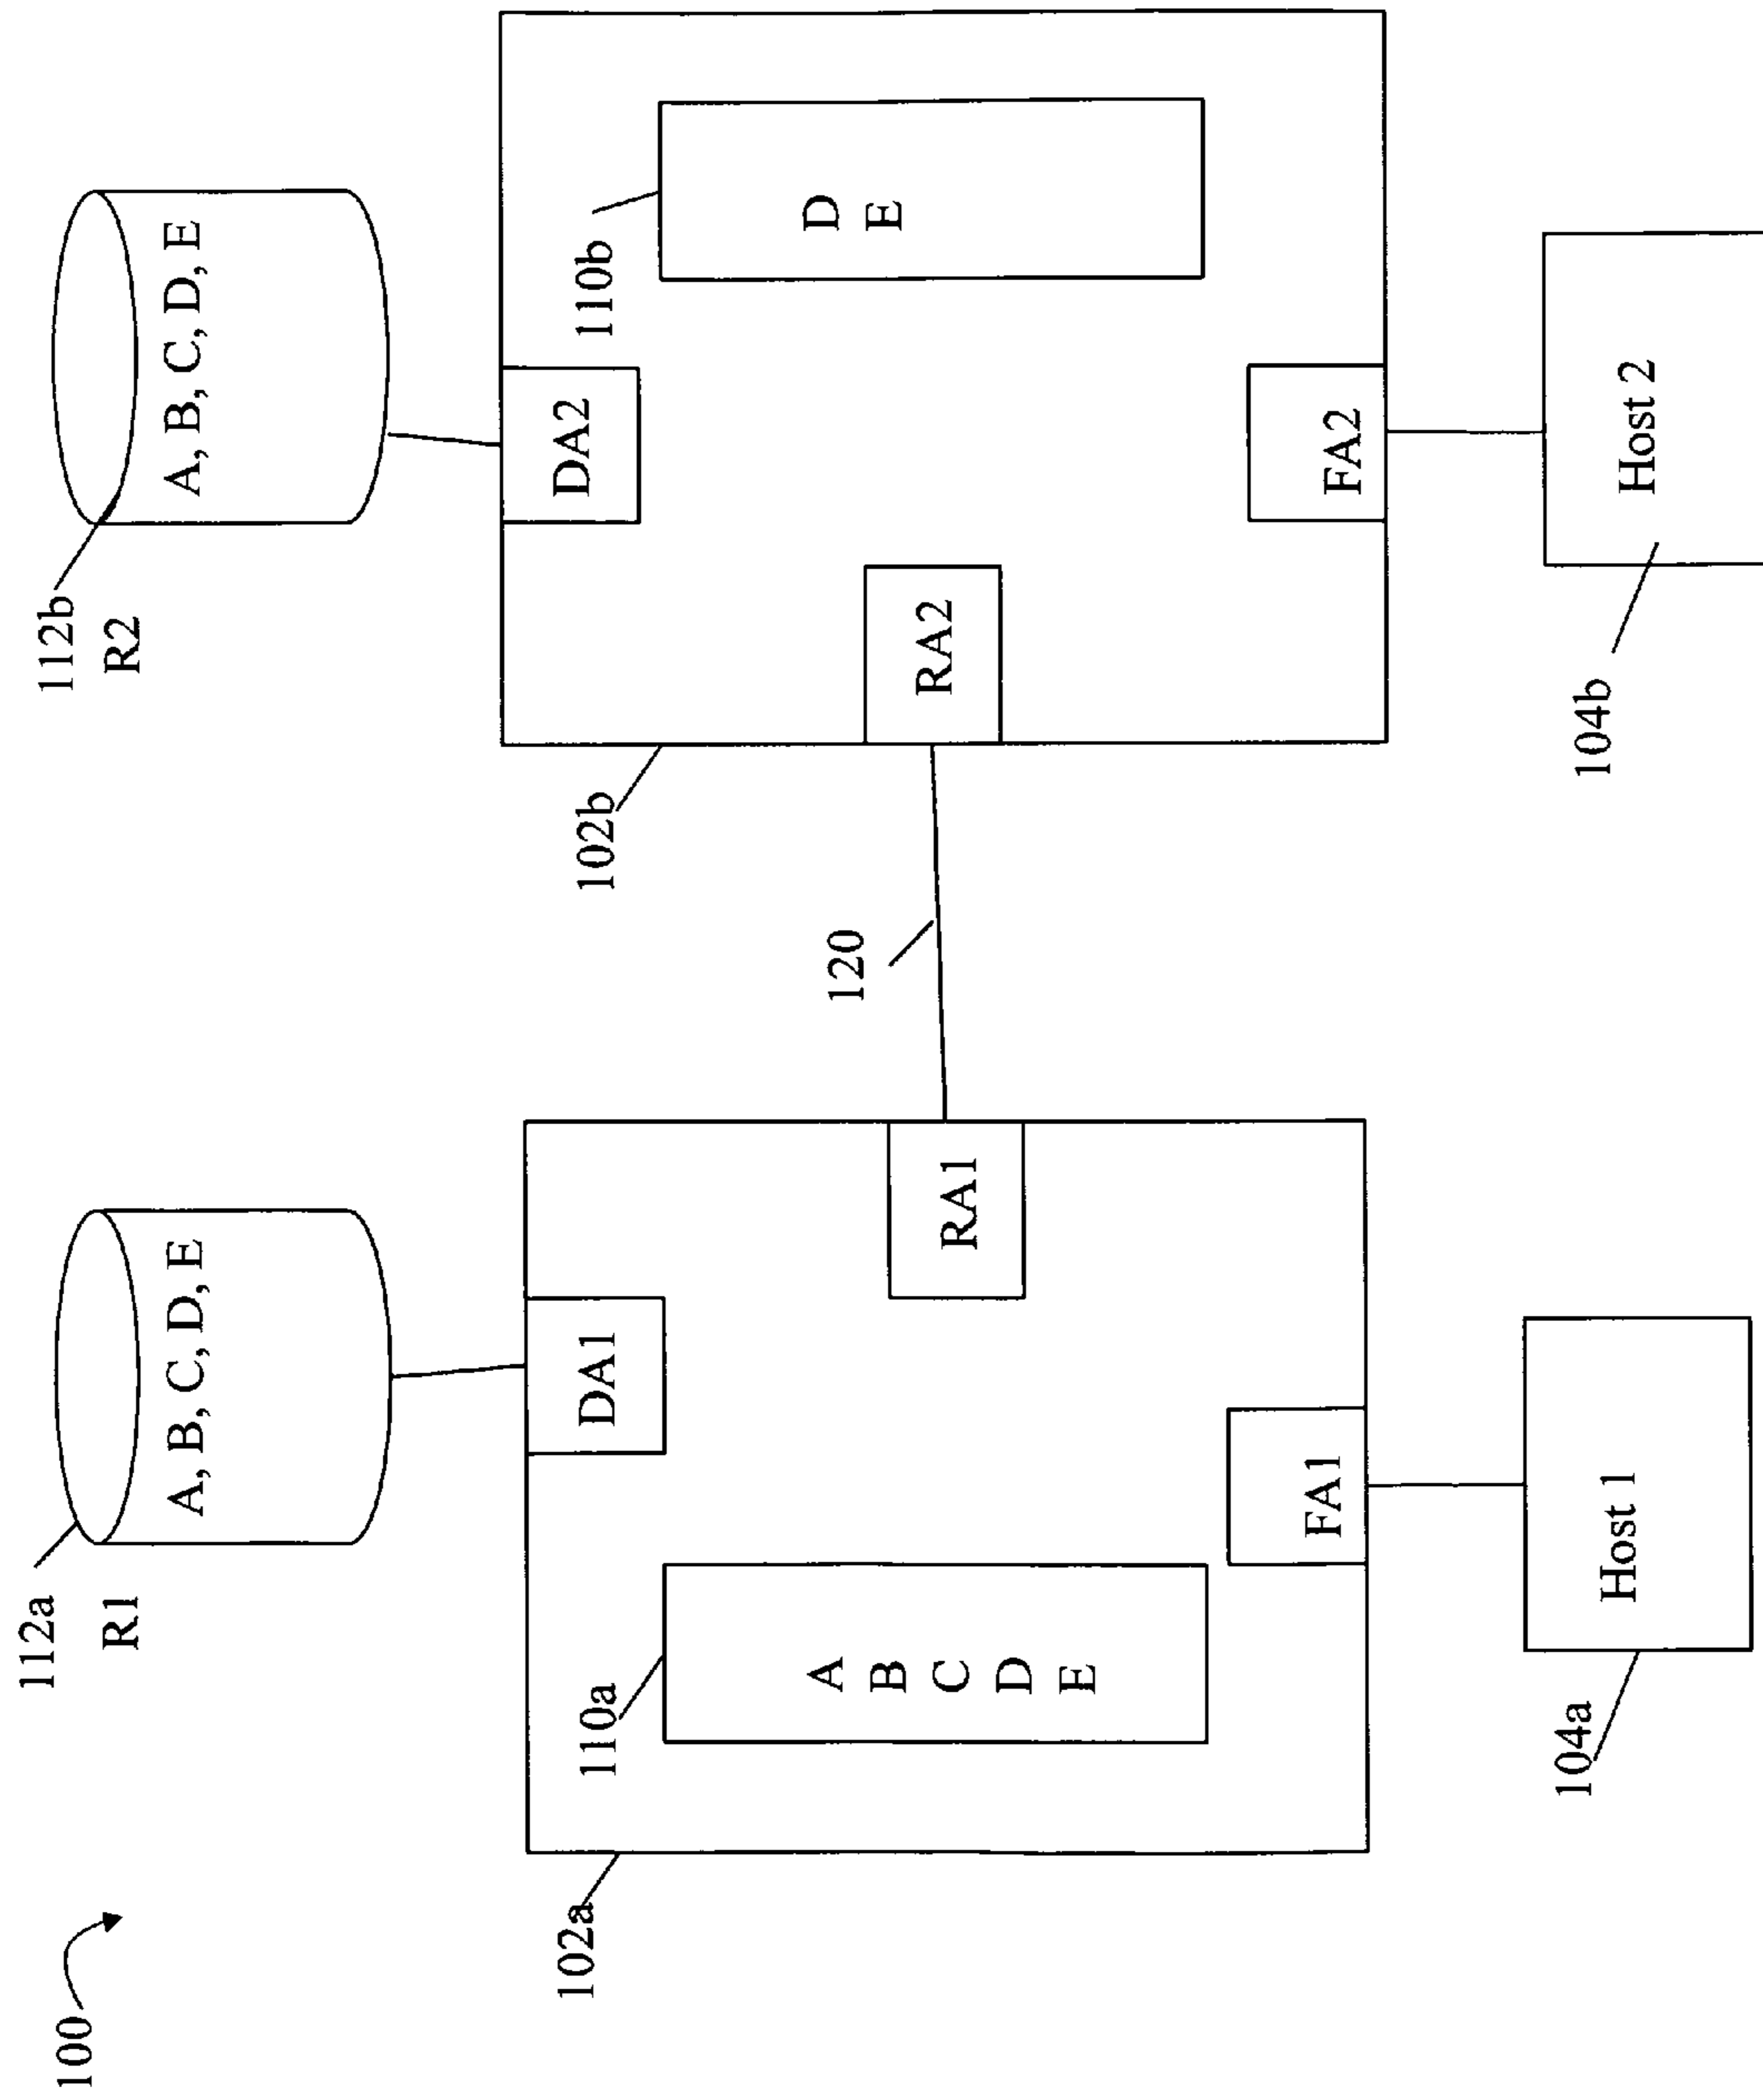 100
112a
R1
A, B, C, D, E
112b
R2
A, B, C, D, E
102a
110a
A
B
C
D
E
DA1
RA1
FA1
120
102b
DA2
110b
D
E
RA2
FA2
104a
Host 1
104b
Host 2